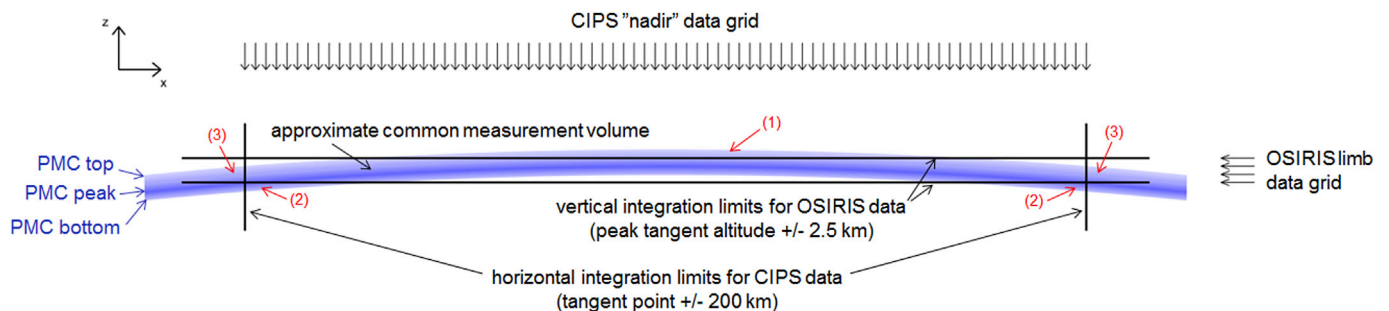 CIPS ”nadir” data grid
z
x
(3)
approximate common measurement volume
(1)
(3)
PMC top
PMC peak
PMC bottom
OSIRIS limb
data grid
(2)
(2)
vertical integration limits for OSIRIS data
(peak tangent altitude +/- 2.5 km)
horizontal integration limits for CIPS data
(tangent point +/- 200 km)